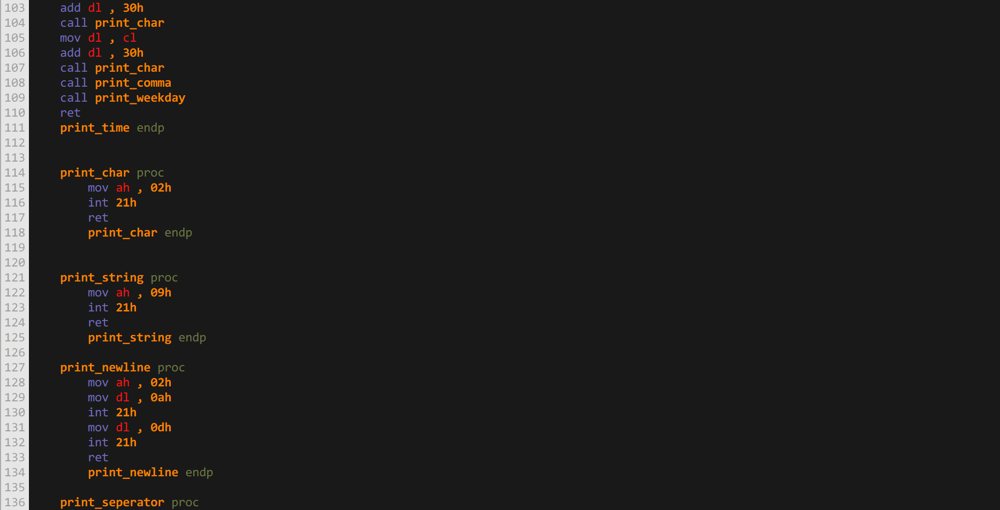 103 add dl , 30h
104 call print_char
105 mov dl , cl
106 add dl , 30h
107 call print_char
108 call print_comma
109 call print_weekday
110 ret
111 print_time endp
112
113
114 print_char proc
115 mov ah , 02h
116 int 21h
117 ret
118 print_char endp
119
120
121 print_string proc
122 mov ah , 09h
123 int 21h
124 ret
125 print_string endp
126
127 print_newline proc
128 mov ah , 02h
129 mov dl , 0ah
130 int 21h
131 mov dl , 0dh
132 int 21h
133 ret
134 print_newline endp
135
136 print_seperator proc